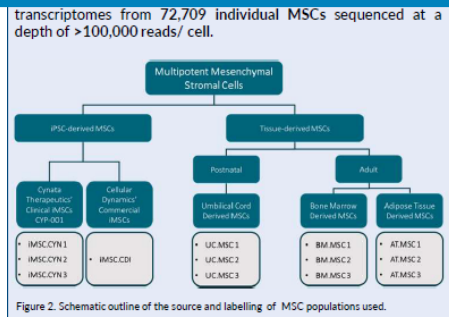 transcriptomes from 72,709 individual MSCs sequenced at a
depth of >100,000 reads/ cell.
Multipotent Mesenchymal
Stromal Cells
iPSC-derived MSCs
Tissue-derived MSCs
Postnatal
Adult
Cynata
Therapeutics'
Clinical iMSCs
CYP-001
Cellular
Dynamics'
Commercial
iMSCs
Umbilical Cord
Derived MSCs
Bone Marrow
Derived MSCs
Adipose Tissue
Derived MSCs
• iMSC.CYN1
• iMSC.CYN2
• iMSC.CYN3
• iMSC.CDI
• UC.MSC1
• UC.MSC2
• UC.MSC3
• BM.MSC1
• BM.MSC2
• BM.MSC3
• AT.MSC1
• AT.MSC2
• AT.MSC3
Figure 2. Schematic outline of the source and labelling of MSC populations used.